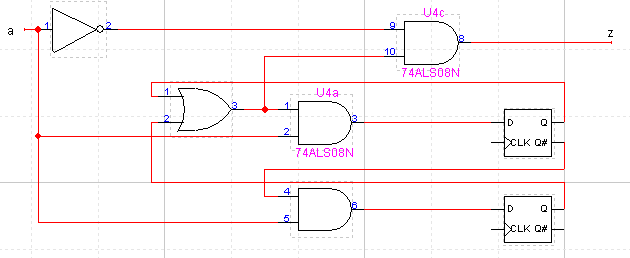 U4c
a 1 2 9 8 z
10
74ALS08N
U4a
1 3 1 3 D Q
2 2 CLK Q#
74ALS08N
4 6 D Q
5 CLK Q#